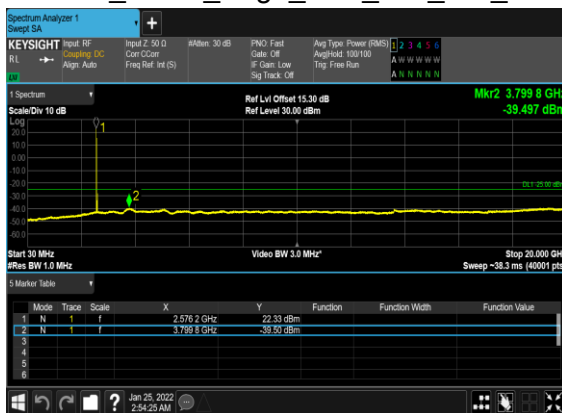 Spectrum Analyzer 1
Swept SA
+
KEYSIGHT Input: RF Input Z: 50 Ω #Atten: 30 dB PNO: Fast Avg Type: Power (RMS) 1 2 3 4 5 6
RL Coupling: DC Corr CCorr Gate: Off Avg|Hold: 100/100 A W W W W W
Align: Auto Freq Ref: Int (S) IF Gain: Low Trig: Free Run A N N N N N
LXI Sig Track: Off
1 Spectrum Ref Lvl Offset 15.30 dB Mkr2 3.799 8 GHz
Scale/Div 10 dB Ref Level 30.00 dBm -39.497 dBm
Log
20.0
10.0
0.00
-10.0
-20.0
-30.0
-40.0
-50.0
-60.0
1
2
DL1 -25.00 dBm
Start 30 MHz Video BW 3.0 MHz* Stop 20.000 GHz
#Res BW 1.0 MHz Sweep ~38.3 ms (40001 pts)
5 Marker Table
Mode Trace Scale X Y Function Function Width Function Value
1 N 1 f 2.576 2 GHz 22.33 dBm
2 N 1 f 3.799 8 GHz -39.50 dBm
3
4
5
6
? Jan 25, 2022
2:54:25 AM